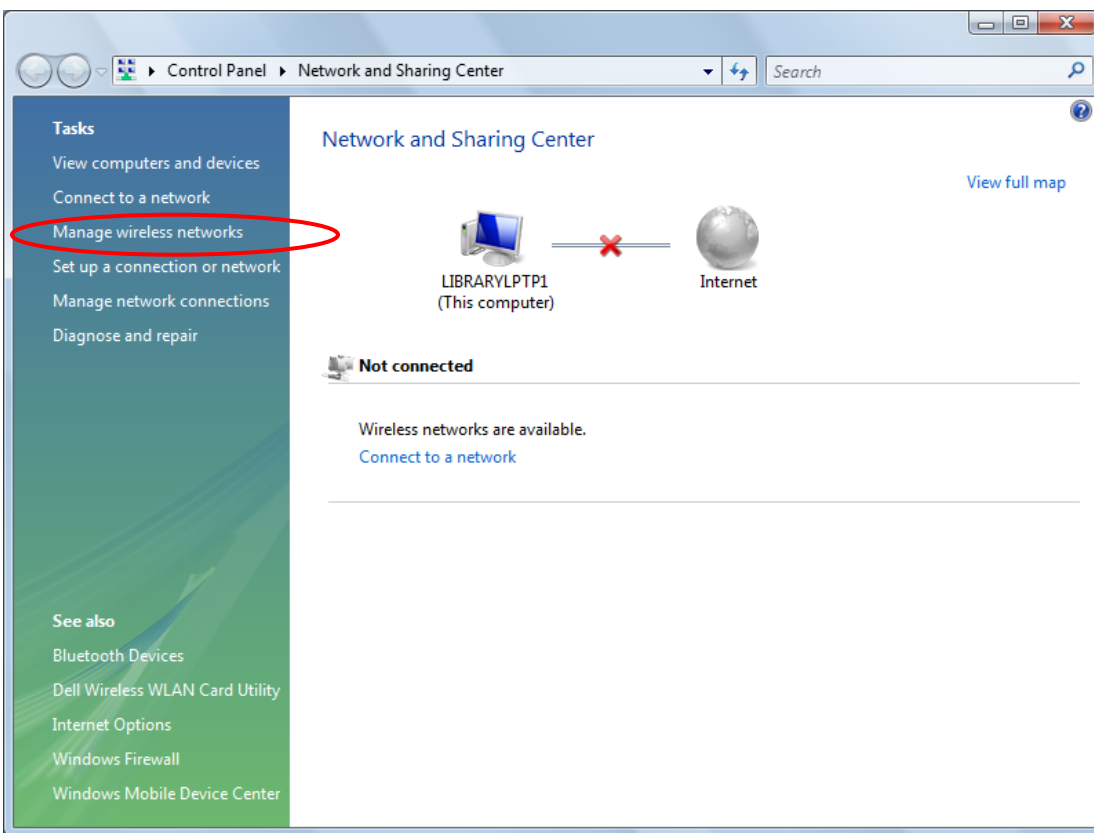 Control Panel Network and Sharing Center
Search
Tasks
View computers and devices
Connect to a network
Manage wireless networks
Set up a connection or network
Manage network connections
Diagnose and repair
See also
Bluetooth Devices
Dell Wireless WLAN Card Utility
Internet Options
Windows Firewall
Windows Mobile Device Center
Network and Sharing Center
View full map
LIBRARYLPTP1
(This computer)
Internet
Not connected
Wireless networks are available.
Connect to a network